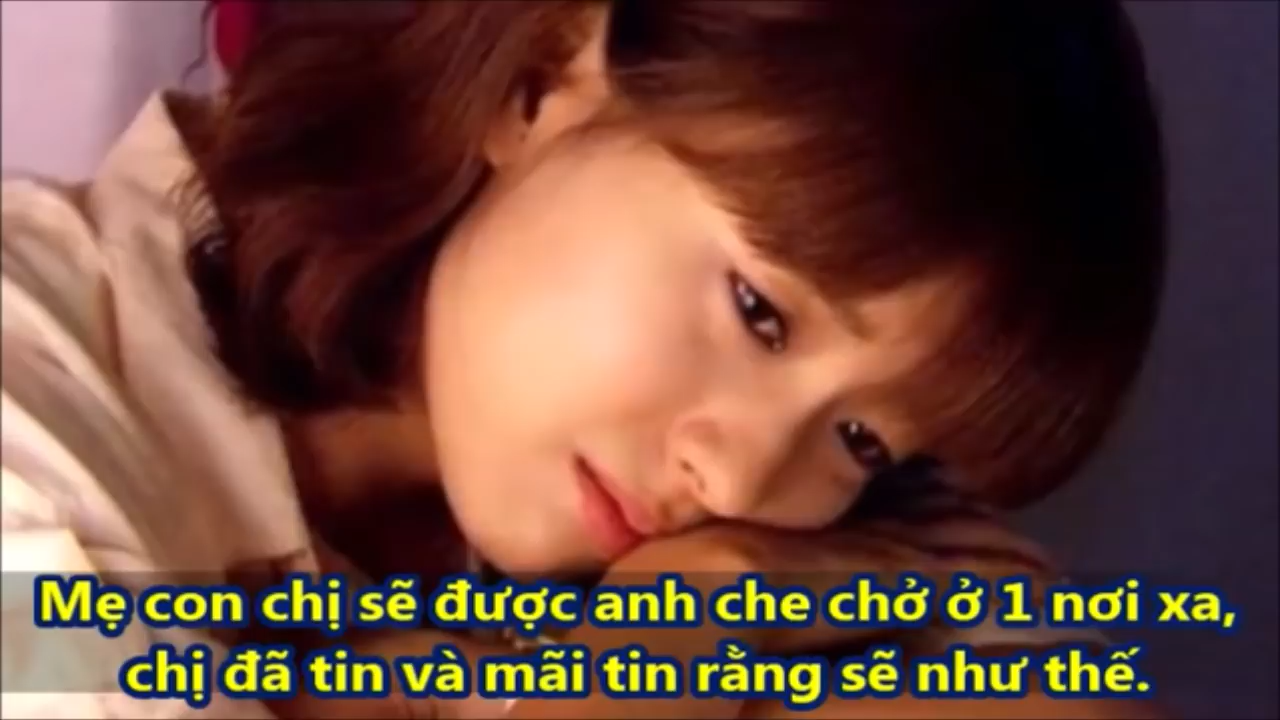 Mẹ con chị sẽ được anh che chở ở 1 nơi xa,
chị đã tin và mãi tin rằng sẽ như thế.